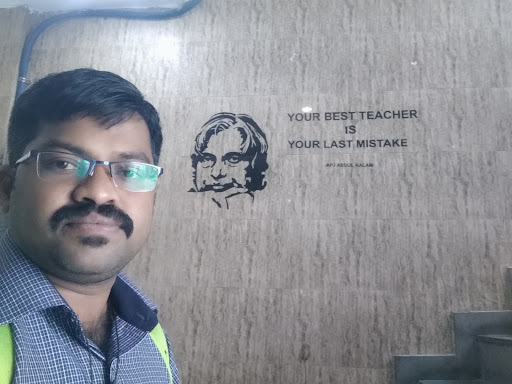 YOUR BEST TEACHER
IS
YOUR LAST MISTAKE
APJ ABDUL KALAM